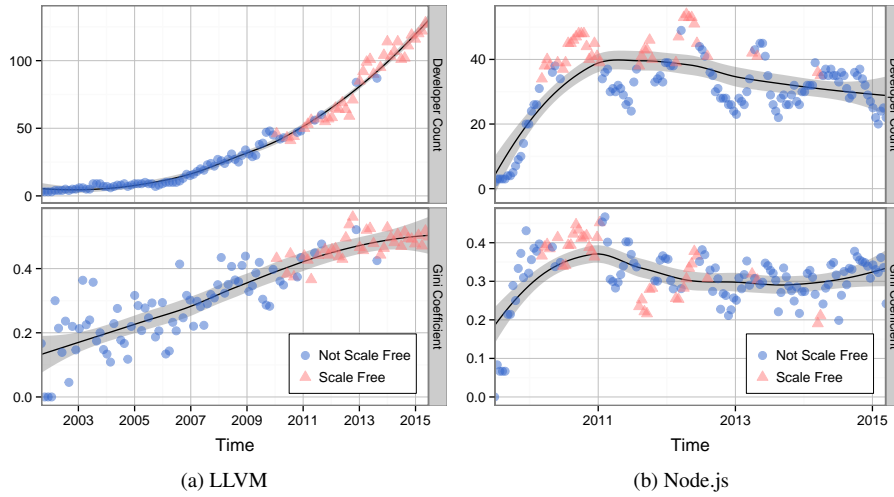 100
50
0
Developer Count
0.4
0.2
0.0
Gini Coefficient
Not Scale Free
Scale Free
2003 2005 2007 2009 2011 2013 2015
Time
(a) LLVM
40
20
0
Developer Count
0.4
0.3
0.2
0.1
0.0
Gini Coefficient
Not Scale Free
Scale Free
2011 2013 2015
Time
(b) Node.js